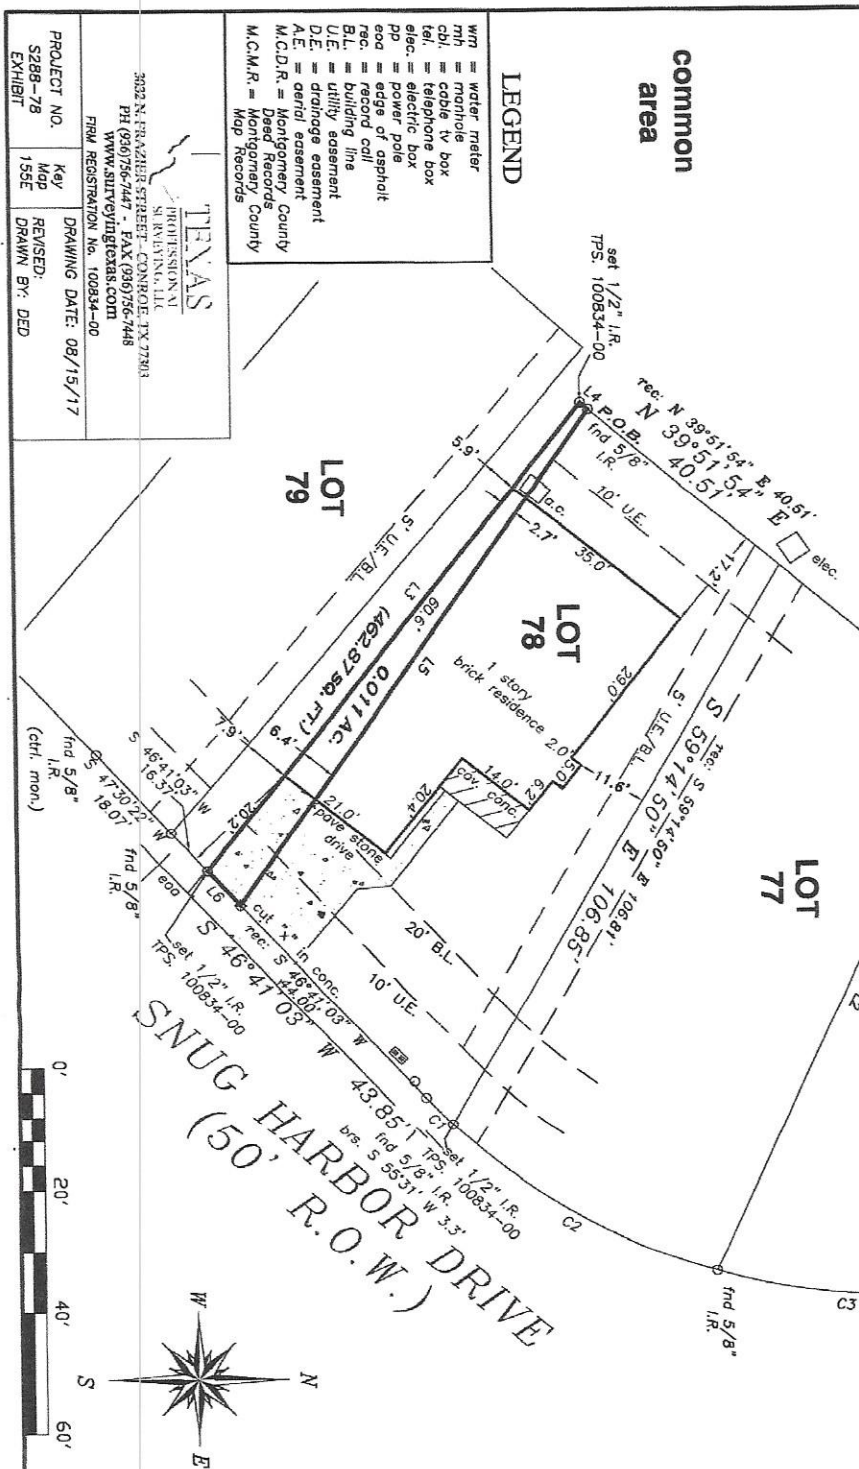 common
area
LEGEND
wm = water meter
mh = manhole
cbl. = cable tv box
tel. = telephone box
elec. = electric box
pp = power pole
eoa = edge of asphalt
rec. = record call
B.L. = building line
U.E. = utility easement
D.E. = drainage easement
A.E. = aerial easement
M.C.D.R. = Montgomery County
Deed Records
M.C.M.R. = Montgomery County
Map Records
TEXAS
PROFESSIONAL
SURVEYING, LLC
3032 N. FRAZIER STREET - CONROE, TX 77303
PH (936)756-7447 - FAX (936)756-7448
www.surveyingtexas.com
FIRM REGISTRATION No. 100834-00
PROJECT NO.
S288-78
EXHIBIT
Key
Map
155E
DRAWING DATE: 08/15/17
REVISED:
DRAWN BY: DED
set 1/2" I.R.
TPS. 100834-00
L4
P.O.B.
fnd 5/8"
I.R.
rec: N 39°51'54" E 40.51'
N 39°51'54" E
40.51'
elec.
10' U.E.
17.2'
5.9'
a.c.
2.7'
35.0'
LOT
79
5' U.E./B.L.
LOT
78
1 story
brick residence
29.0'
2.0'
5.0'
6.2'
11.6'
14.0'
cov. conc.
20.4'
5' U.E./B.L.
rec: S 59°14'50" E 106.81'
S 59°14'50" E 106.85'
LOT
77
L3
60.6'
L5
0.011 AC.
(462.87 SQ. FT.)
7.9'
6.4'
21.0'
20.2'
pave stone
drive
20' B.L.
10' U.E.
S 46°41'03" W
16.37'
fnd 5/8"
I.R.
(ctrl. mon.)
S 47°30'22" W
18.07'
fnd 5/8"
I.R.
eoa
L6
cut "X" in conc.
rec: S 46°41'03" W
44.00'
S 46°41'03" W 43.85'
set 1/2" I.R.
TPS. 100834-00
C1
set 1/2" I.R.
TPS. 100834-00
fnd 5/8" I.R.
brs. S 55°31' W 3.3'
C2
fnd 5/8"
I.R.
C3
SNUG HARBOR DRIVE
(50' R.O.W.)
0'
20'
40'
60'
W
N
S
E